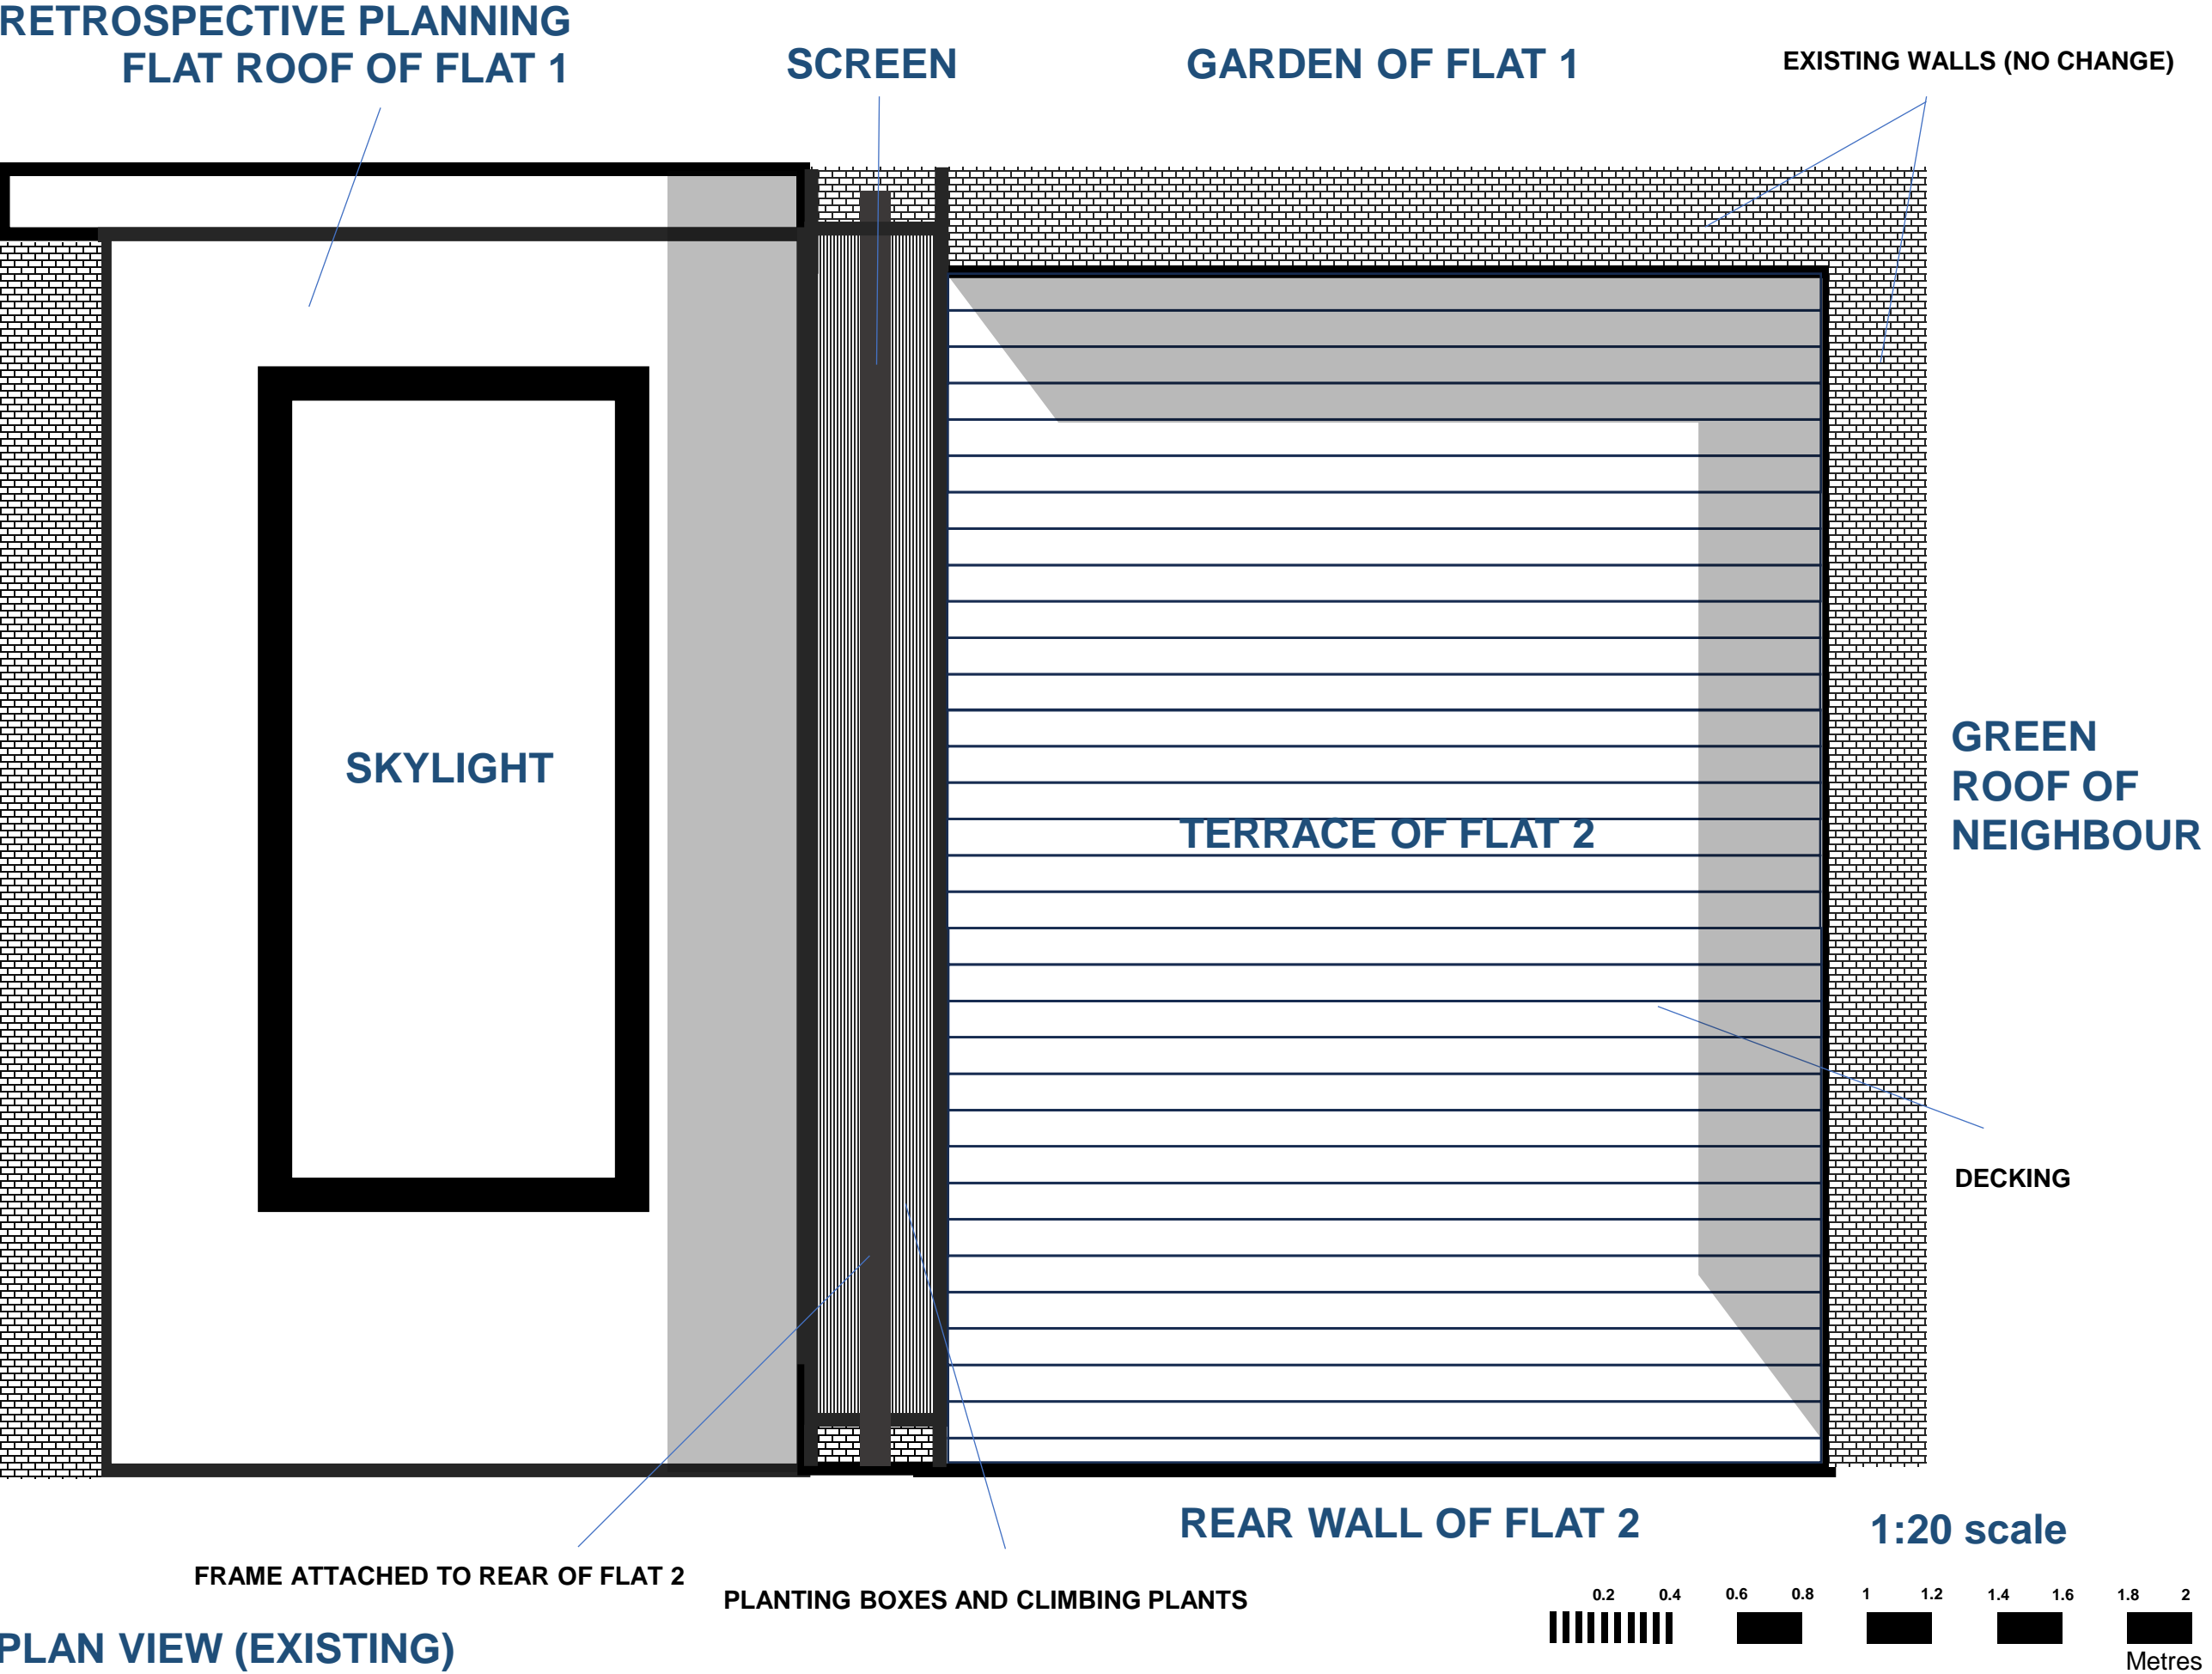 RETROSPECTIVE PLANNING
FLAT ROOF OF FLAT 1
SCREEN
GARDEN OF FLAT 1
EXISTING WALLS (NO CHANGE)
SKYLIGHT
TERRACE OF FLAT 2
GREEN
ROOF OF
NEIGHBOUR
DECKING
REAR WALL OF FLAT 2
1:20 scale
FRAME ATTACHED TO REAR OF FLAT 2
PLANTING BOXES AND CLIMBING PLANTS
0.2 0.4 0.6 0.8 1 1.2 1.4 1.6 1.8 2
Metres
PLAN VIEW (EXISTING)